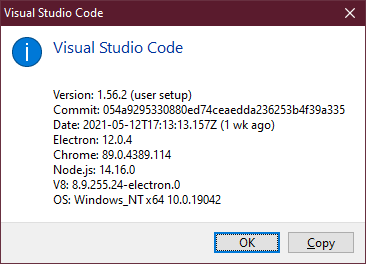 Visual Studio Code
Visual Studio Code
Version: 1.56.2 (user setup)
Commit: 054a9295330880ed74ceaedda236253b4f39a335
Date: 2021-05-12T17:13:13.157Z (1 wk ago)
Electron: 12.0.4
Chrome: 89.0.4389.114
Node.js: 14.16.0
V8: 8.9.255.24-electron.0
OS: Windows_NT x64 10.0.19042
OK
Copy